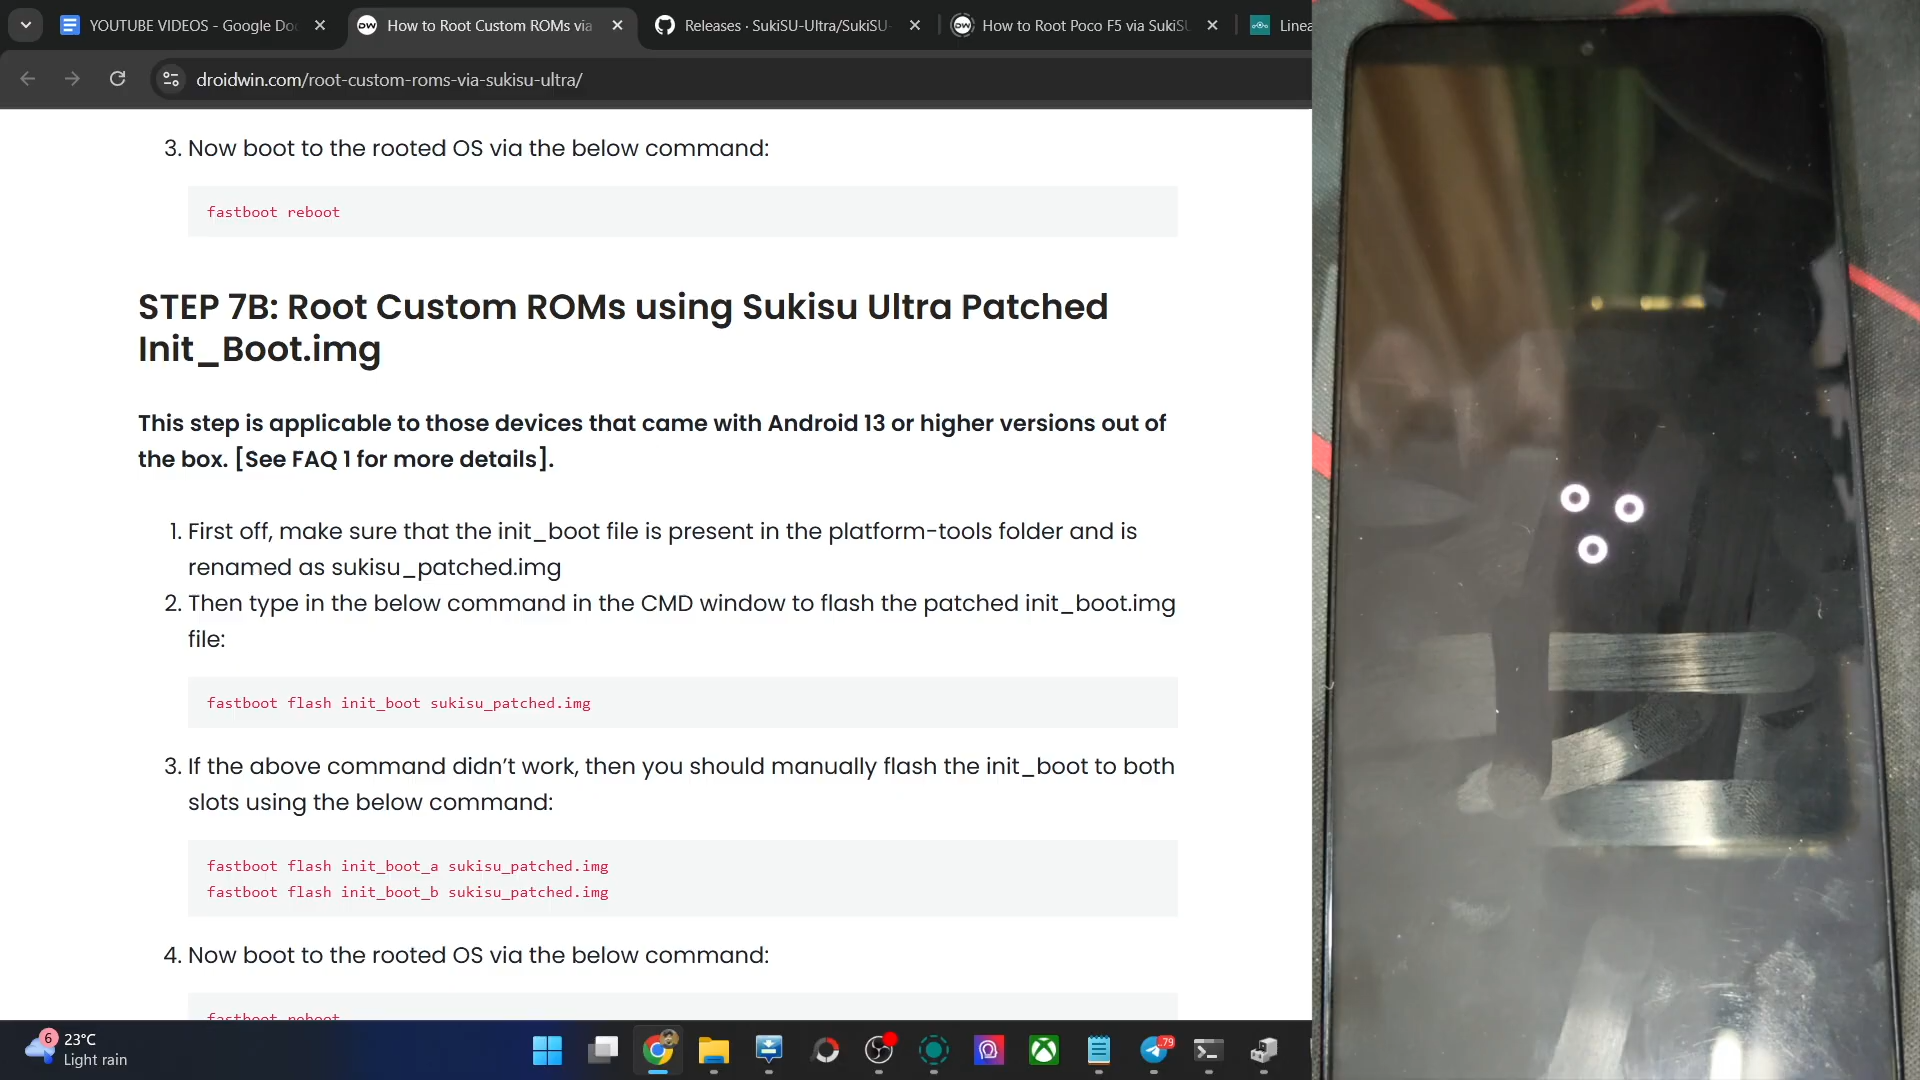 YOUTUBE VIDEOS - Google Do
How to Root Custom ROMs via
Releases · SukiSU-Ultra/SukiSU-
How to Root Poco F5 via SukiSU
Linea
droidwin.com/root-custom-roms-via-sukisu-ultra/
3. Now boot to the rooted OS via the below command:
fastboot reboot
STEP 7B: Root Custom ROMs using Sukisu Ultra Patched
Init_Boot.img
This step is applicable to those devices that came with Android 13 or higher versions out of
the box. [See FAQ 1 for more details].
1. First off, make sure that the init_boot file is present in the platform-tools folder and is
renamed as sukisu_patched.img
2. Then type in the below command in the CMD window to flash the patched init_boot.img
file:
fastboot flash init_boot sukisu_patched.img
3. If the above command didn’t work, then you should manually flash the init_boot to both
slots using the below command:
fastboot flash init_boot_a sukisu_patched.img
fastboot flash init_boot_b sukisu_patched.img
4. Now boot to the rooted OS via the below command:
fastboot reboot
6
23°C
Light rain
79